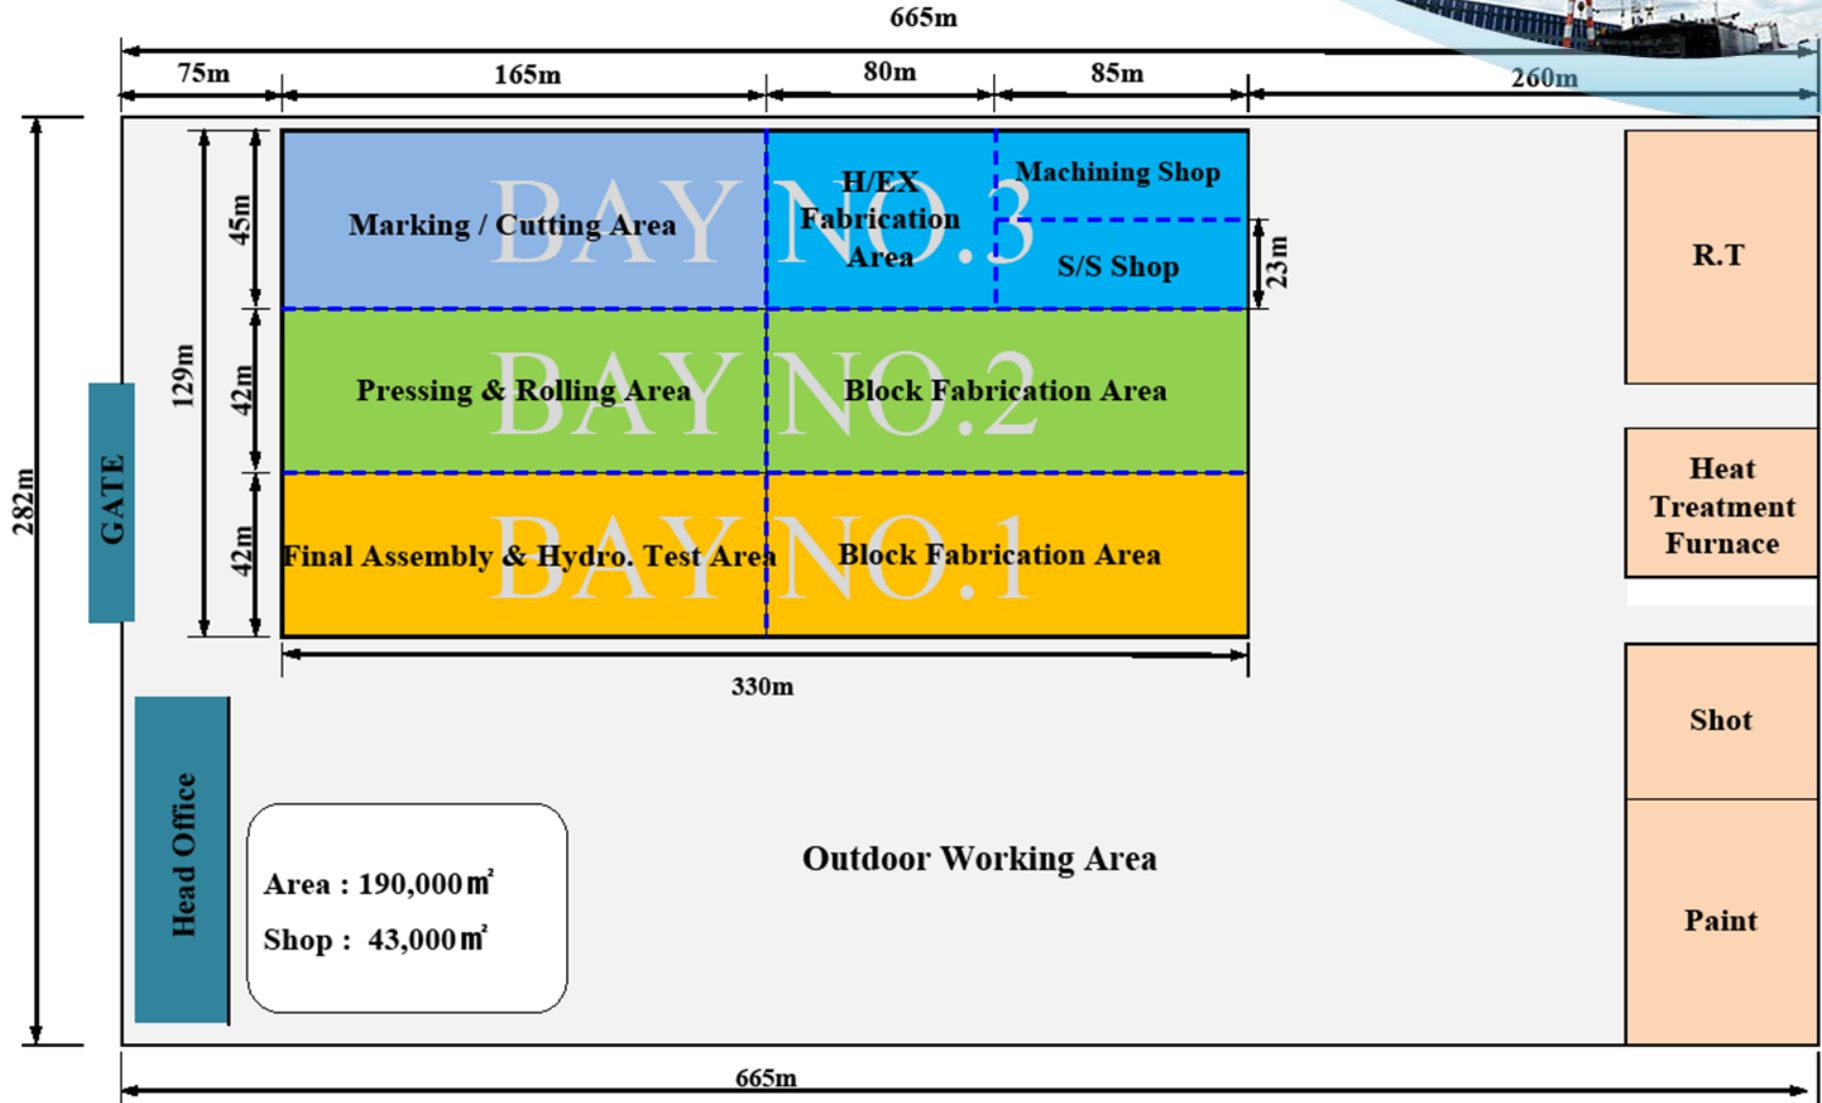 665m
75m
165m
80m
85m
260m
BAY NO.3
Marking / Cutting Area
H/EX
Fabrication
Area
Machining Shop
S/S Shop
45m
23m
R.T
BAY NO.2
Pressing & Rolling Area
Block Fabrication Area
42m
129m
282m
GATE
Heat
Treatment
Furnace
BAY NO.1
Final Assembly & Hydro. Test Area
Block Fabrication Area
42m
330m
Head Office
Area : 190,000㎡
Shop : 43,000㎡
Outdoor Working Area
Shot
Paint
665m